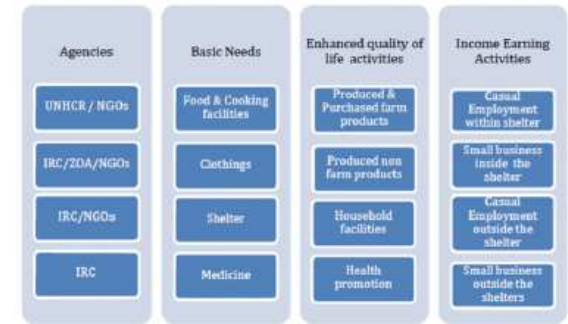 Agencies
UNHCR / NGOs
IRC/ZOA/NGOs
IRC/NGOs
IRC
Basic Needs
Food & Cooking
facilities
Clothings
Shelter
Medicine
Enhanced quality of
life activities
Produced &
Purchased farm
products
Produced non
farm products
Household
facilities
Health
promotion
Income Earning
Activities
Casual
Employment
within shelter
Small business
inside the
shelter
Casual
Employment
outside the
shelter
Small business
outside the
shelters